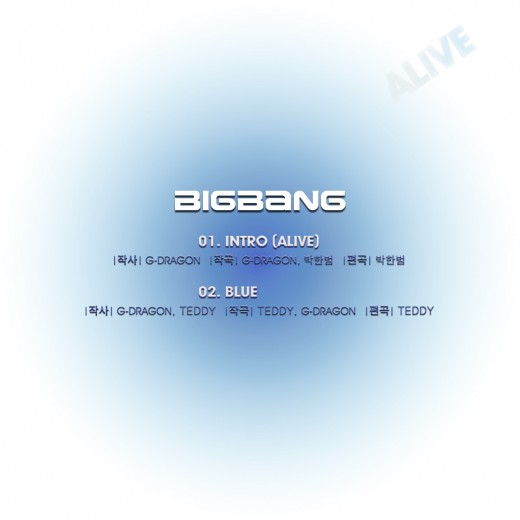 ALIVE
BIGBANG
01. INTRO (ALIVE)
|작사| G-DRAGON |작곡| G-DRAGON, 박한범 |편곡| 박한범
02. BLUE
|작사| G-DRAGON, TEDDY |작곡| TEDDY, G-DRAGON |편곡| TEDDY